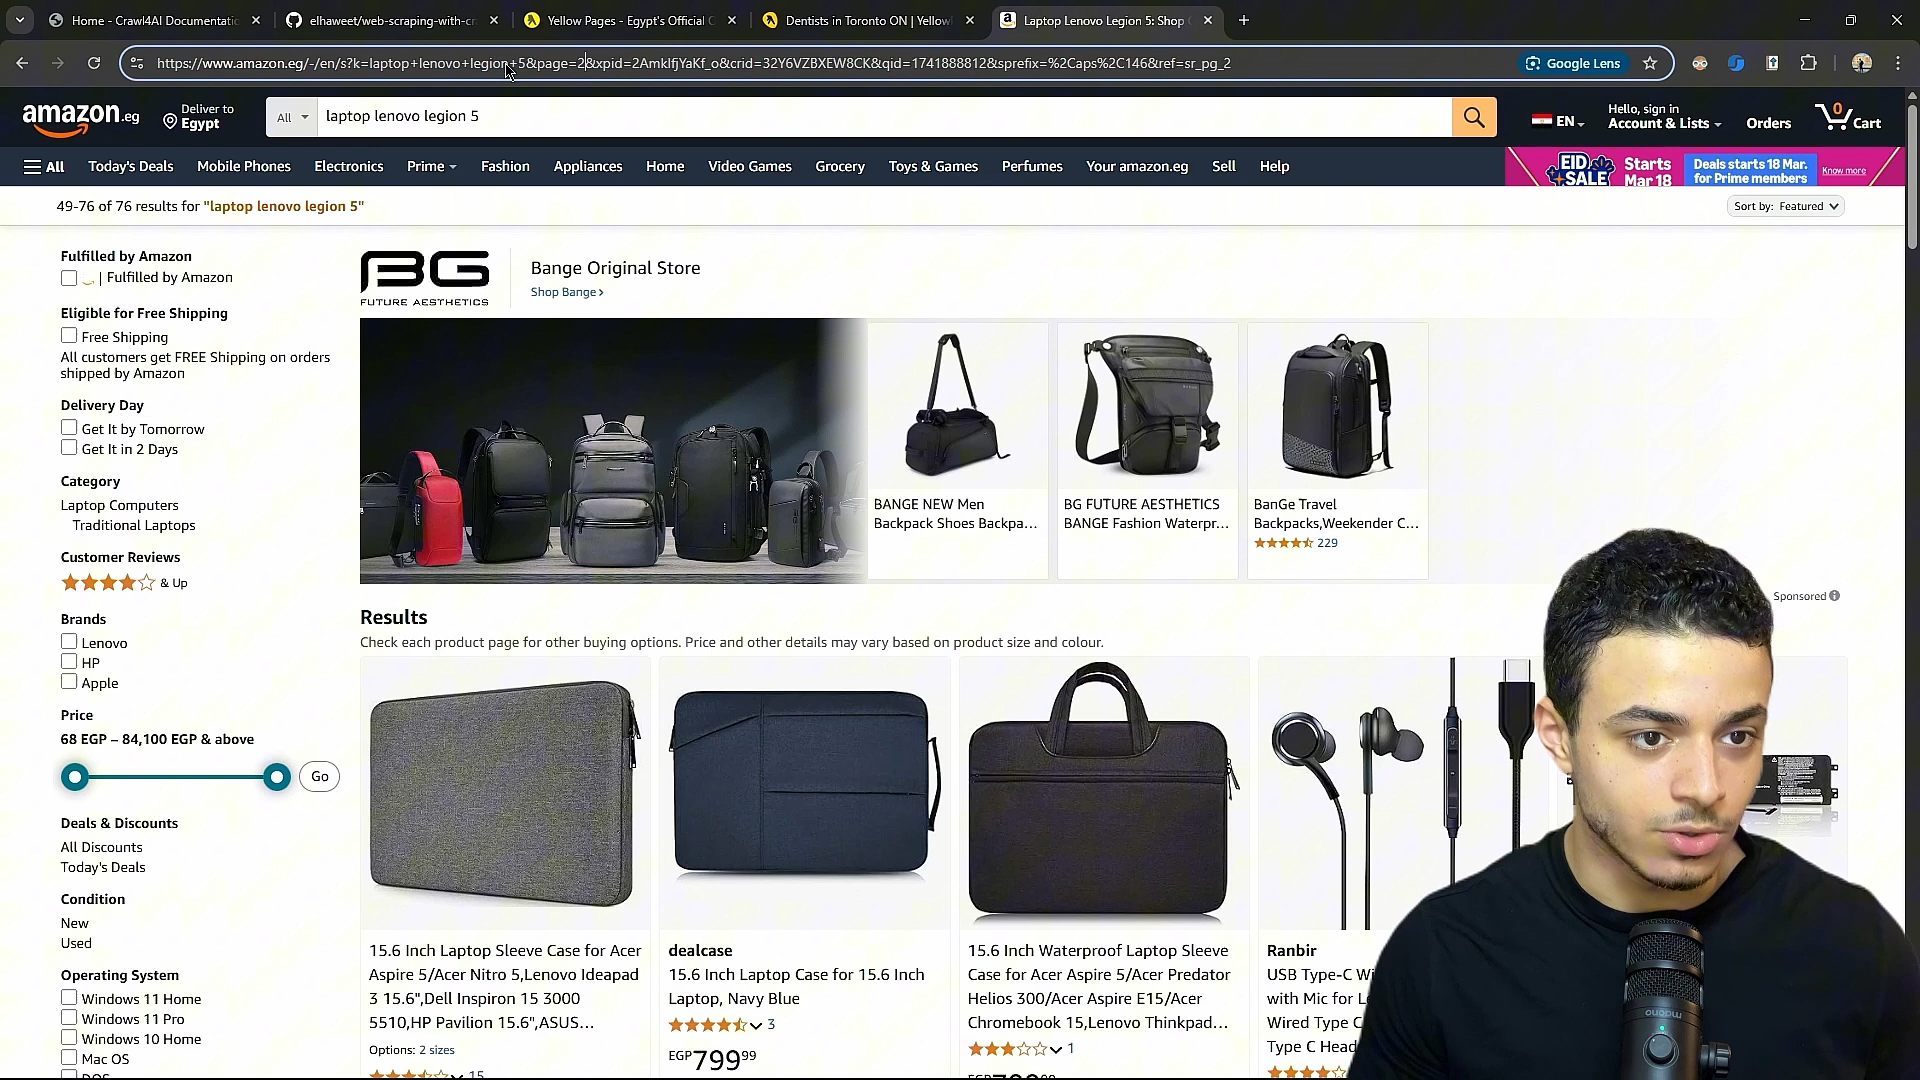 Home - Crawl4AI Documentatio
elhaweet/web-scraping-with-cr
Yellow Pages - Egypt's Official C
Dentists in Toronto ON | Yellow
Laptop Lenovo Legion 5: Shop
https://www.amazon.eg/-/en/s?k=laptop+lenovo+legion+5&page=2&xpid=2AmklfjYaKf_o&crid=32Y6VZBXEW8CK&qid=1741888812&sprefix=%2Caps%2C146&ref=sr_pg_2
Google Lens
amazon.eg
Deliver to
Egypt
All
laptop lenovo legion 5
EN
Hello, sign in
Account & Lists
Orders
0
Cart
All
Today's Deals
Mobile Phones
Electronics
Prime
Fashion
Appliances
Home
Video Games
Grocery
Toys & Games
Perfumes
Your amazon.eg
Sell
Help
EID SALE
Starts Mar 18
Deals starts 18 Mar. for Prime members
Know more
49-76 of 76 results for "laptop lenovo legion 5"
Sort by: Featured
Fulfilled by Amazon
| Fulfilled by Amazon
Eligible for Free Shipping
Free Shipping
All customers get FREE Shipping on orders
shipped by Amazon
Delivery Day
Get It by Tomorrow
Get It in 2 Days
Category
Laptop Computers
Traditional Laptops
Customer Reviews
& Up
Brands
Lenovo
HP
Apple
Price
68 EGP – 84,100 EGP & above
Go
Deals & Discounts
All Discounts
Today's Deals
Condition
New
Used
Operating System
Windows 11 Home
Windows 11 Pro
Windows 10 Home
Mac OS
DOS
BG
FUTURE AESTHETICS
Bange Original Store
Shop Bange ›
BANGE NEW Men
Backpack Shoes Backpa...
BG FUTURE AESTHETICS
BANGE Fashion Waterpr...
BanGe Travel
Backpacks,Weekender C...
229
Sponsored
Results
Check each product page for other buying options. Price and other details may vary based on product size and colour.
15.6 Inch Laptop Sleeve Case for Acer
Aspire 5/Acer Nitro 5,Lenovo Ideapad
3 15.6",Dell Inspiron 15 3000
5510,HP Pavilion 15.6",ASUS...
Options: 2 sizes
15
dealcase
15.6 Inch Laptop Case for 15.6 Inch
Laptop, Navy Blue
3
EGP79999
15.6 Inch Waterproof Laptop Sleeve
Case for Acer Aspire 5/Acer Predator
Helios 300/Acer Aspire E15/Acer
Chromebook 15,Lenovo Thinkpad...
1
Ranbir
USB Type-C Wi
with Mic for L
Wired Type C
Type C Head
maono